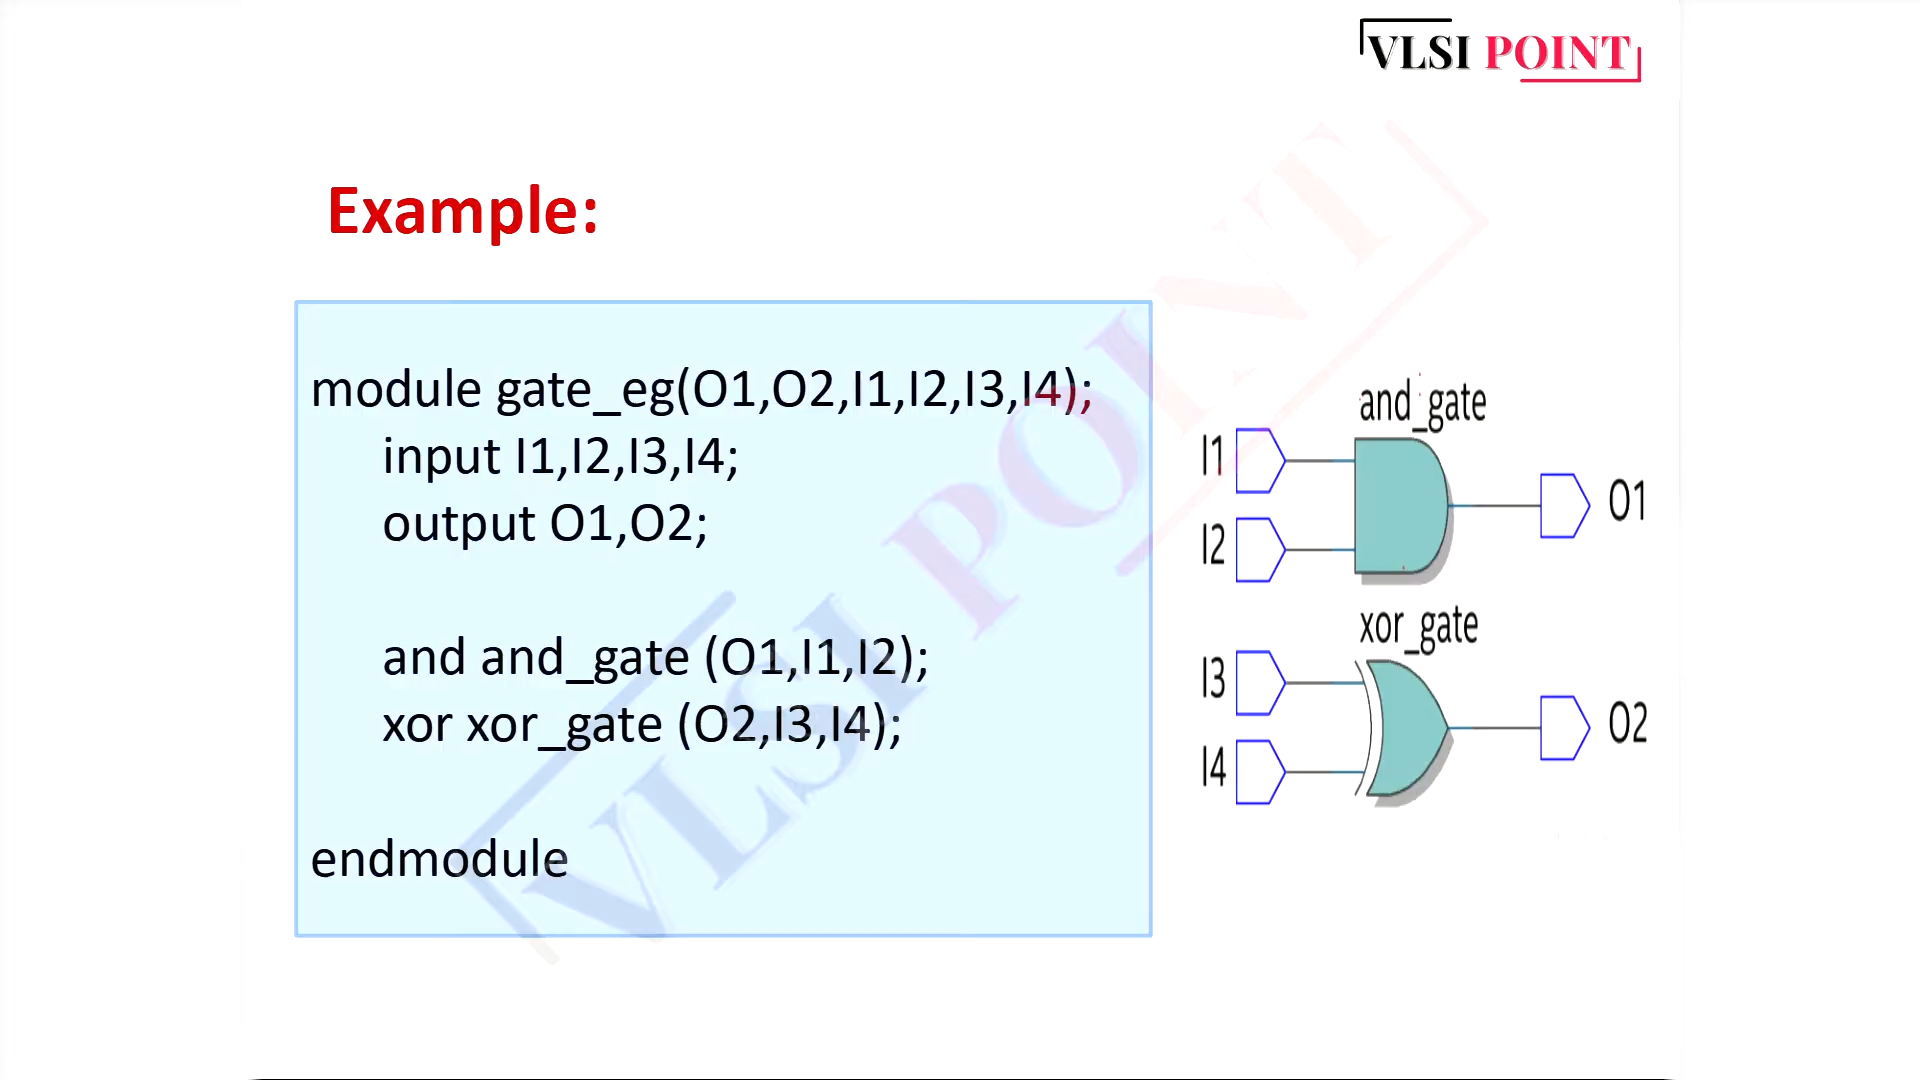 VLSI POINT
Example:
module gate_eg(O1,O2,I1,I2,I3,I4);
input I1,I2,I3,I4;
output O1,O2;
and and_gate (O1,I1,I2);
xor xor_gate (O2,I3,I4);
endmodule
and_gate
I1
I2
O1
xor_gate
I3
I4
O2
VLSI POINT